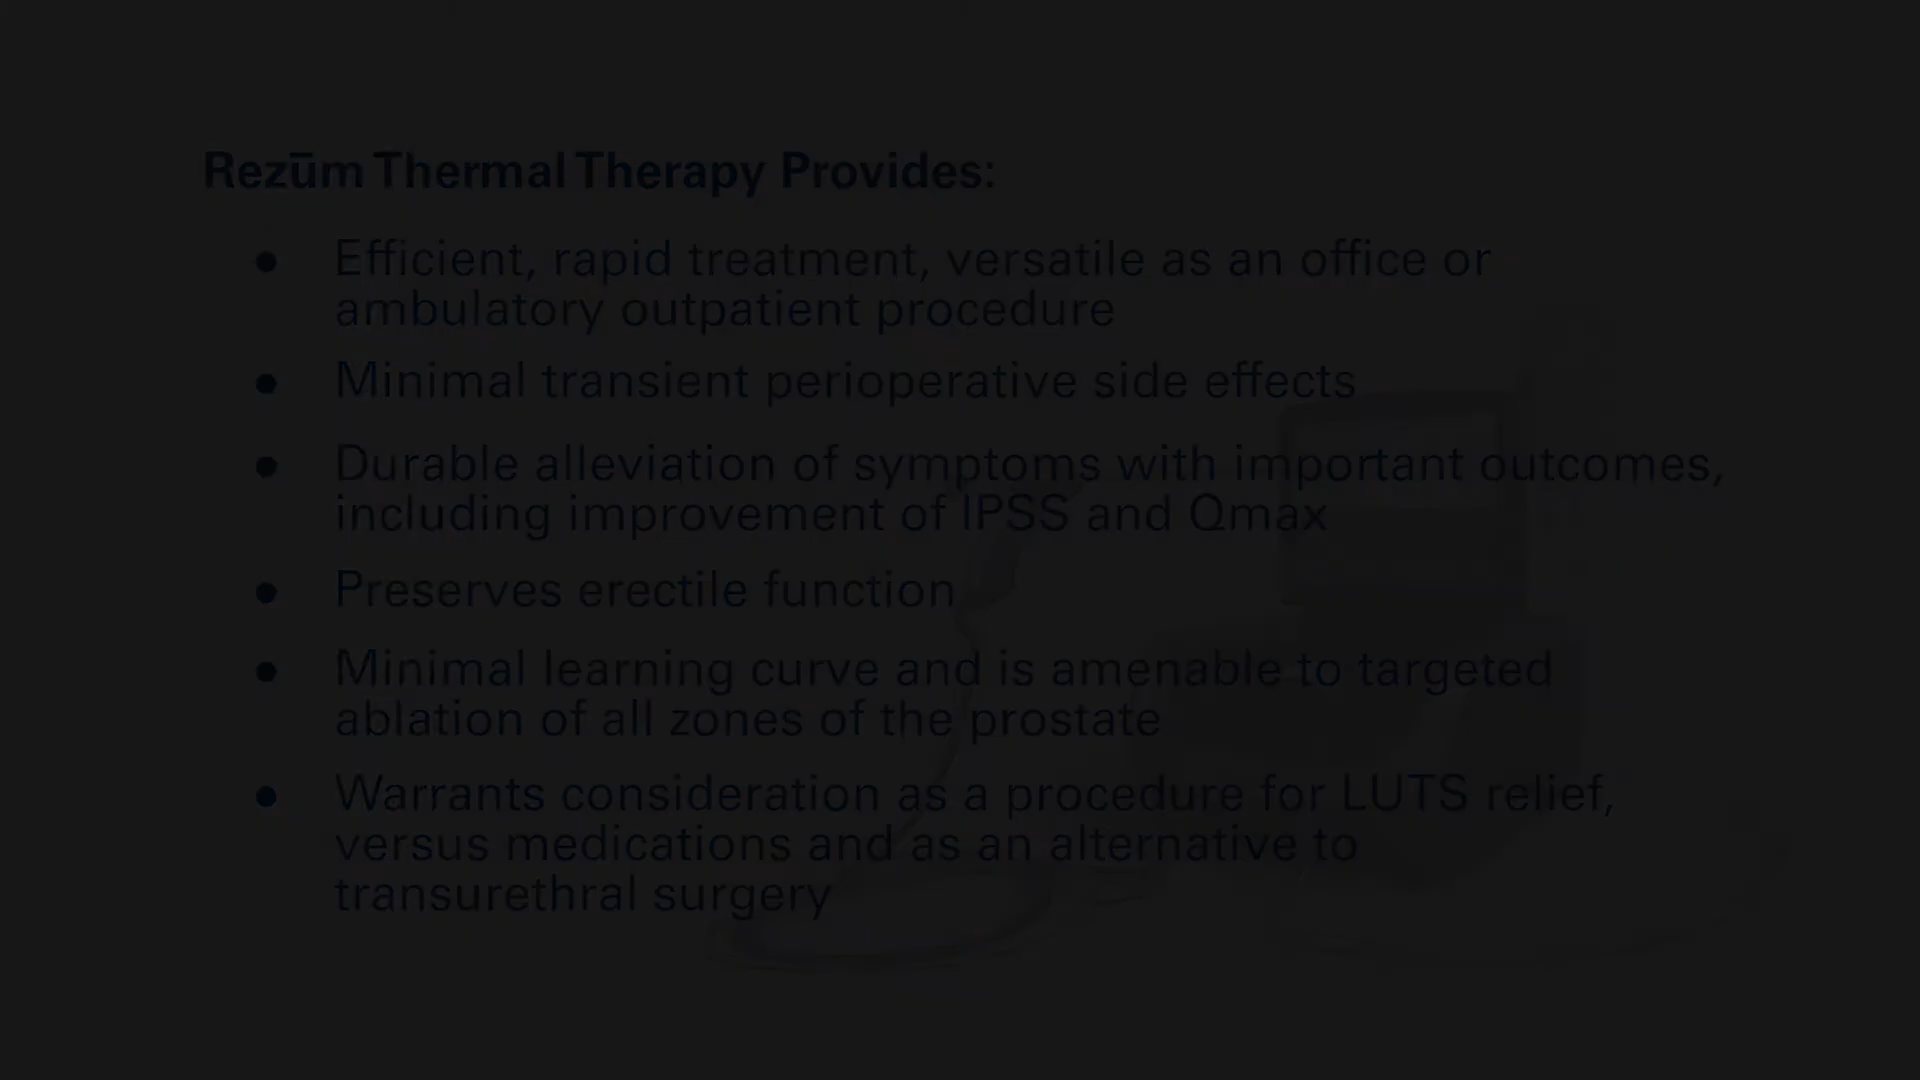 Rezūm Thermal Therapy Provides:
● Efficient, rapid treatment, versatile as an office or
ambulatory outpatient procedure
● Minimal transient perioperative side effects
● Durable alleviation of symptoms with important outcomes,
including improvement of IPSS and Qmax
● Preserves erectile function
● Minimal learning curve and is amenable to targeted
ablation of all zones of the prostate
● Warrants consideration as a procedure for LUTS relief,
versus medications and as an alternative to
transurethral surgery